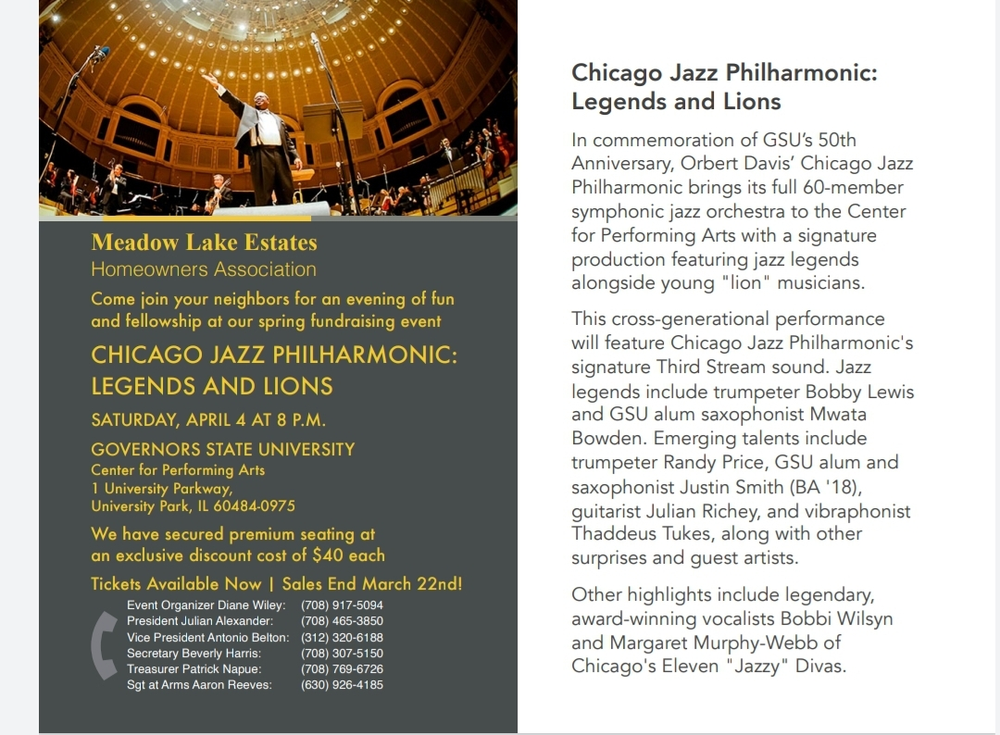 Meadow Lake Estates
Homeowners Association
Come join your neighbors for an evening of fun
and fellowship at our spring fundraising event
CHICAGO JAZZ PHILHARMONIC:
LEGENDS AND LIONS
SATURDAY, APRIL 4 AT 8 P.M.
GOVERNORS STATE UNIVERSITY
Center for Performing Arts
1 University Parkway,
University Park, IL 60484-0975
We have secured premium seating at
an exclusive discount cost of $40 each
Tickets Available Now | Sales End March 22nd!
Event Organizer Diane Wiley: (708) 917-5094
President Julian Alexander: (708) 465-3850
Vice President Antonio Belton: (312) 320-6188
Secretary Beverly Harris: (708) 307-5150
Treasurer Patrick Napue: (708) 769-6726
Sgt at Arms Aaron Reeves: (630) 926-4185
Chicago Jazz Philharmonic:
Legends and Lions
In commemoration of GSU’s 50th
Anniversary, Orbert Davis’ Chicago Jazz
Philharmonic brings its full 60-member
symphonic jazz orchestra to the Center
for Performing Arts with a signature
production featuring jazz legends
alongside young "lion" musicians.
This cross-generational performance
will feature Chicago Jazz Philharmonic's
signature Third Stream sound. Jazz
legends include trumpeter Bobby Lewis
and GSU alum saxophonist Mwata
Bowden. Emerging talents include
trumpeter Randy Price, GSU alum and
saxophonist Justin Smith (BA '18),
guitarist Julian Richey, and vibraphonist
Thaddeus Tukes, along with other
surprises and guest artists.
Other highlights include legendary,
award-winning vocalists Bobbi Wilsyn
and Margaret Murphy-Webb of
Chicago's Eleven "Jazzy" Divas.